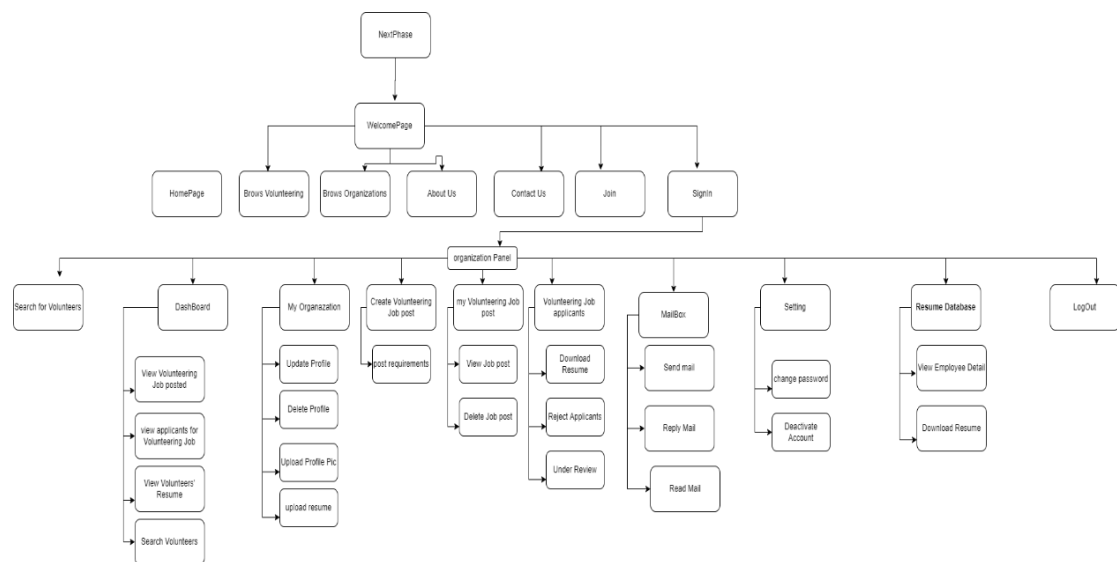 NextPhase
WelcomePage
HomePage
Brows Volunteering
Brows Organizations
About Us
Contact Us
Join
SignIn
organization Panel
Search for Volunteers
DashBoard
My Organazation
Create Volunteering
Job post
my Volunteering Job
post
Volunteering Job
applicants
MailBox
Setting
Resume Database
LogOut
View Volunteering
Job posted
view applicants for
Volunteering Job
View Volunteers'
Resume
Search Volunteers
Update Profile
Delete Profile
Upload Profile Pic
upload resume
post requirements
View Job post
Delete Job post
Download
Resume
Reject Applicants
Under Review
Send mail
Reply Mail
Read Mail
change password
Deactivate
Account
View Employee Detail
Download Resume